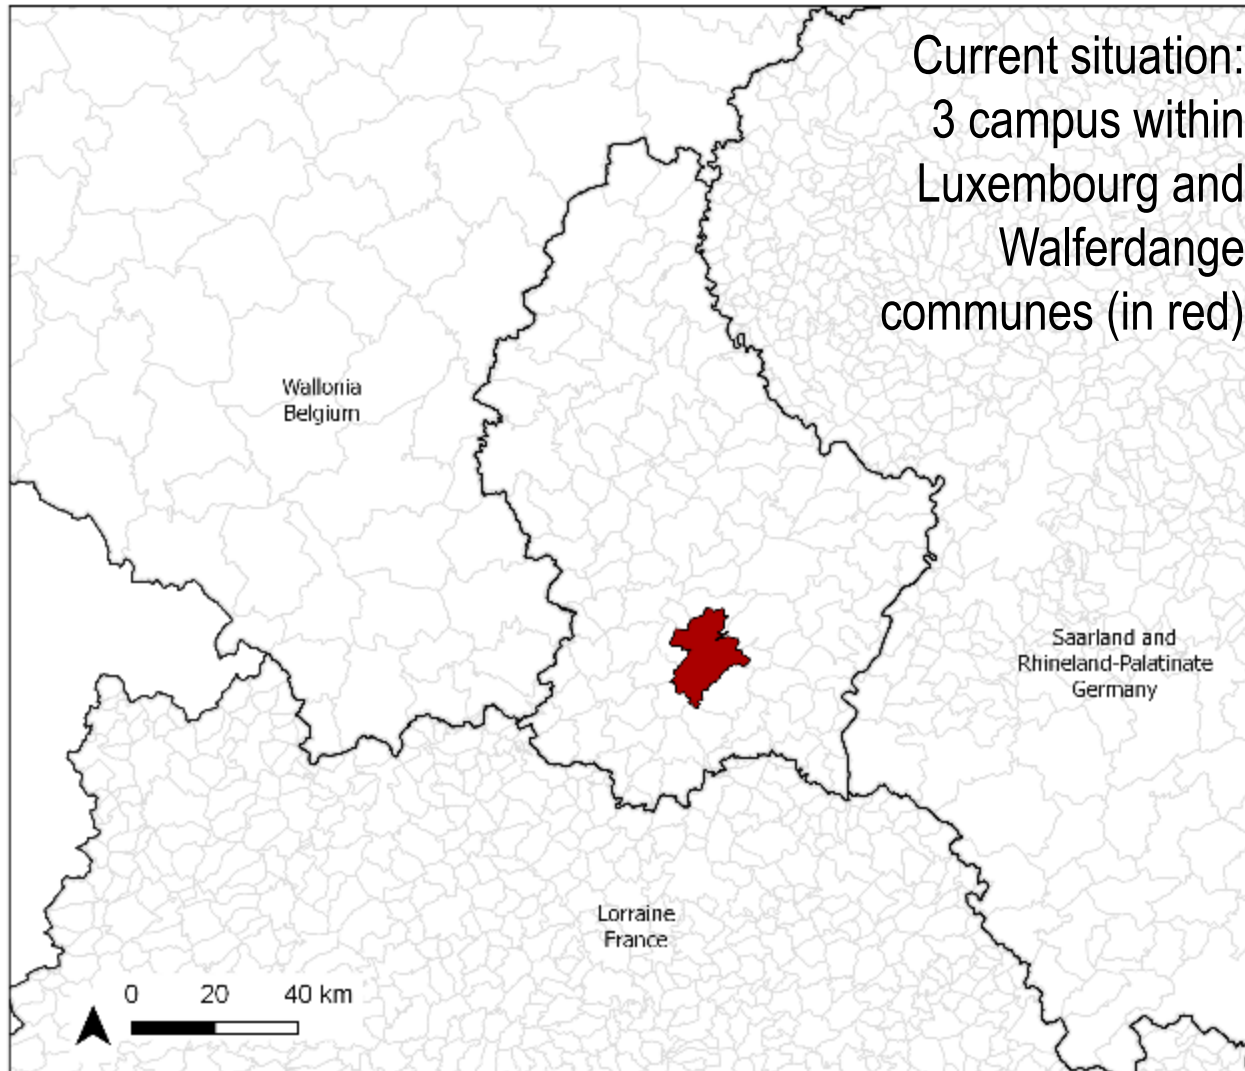 Current situation:
3 campus within
Luxembourg and
Walferdange
communes (in red)
Wallonia
Belgium
Saarland and
Rhineland-Palatinate
Germany
Lorraine
France
0 20 40 km